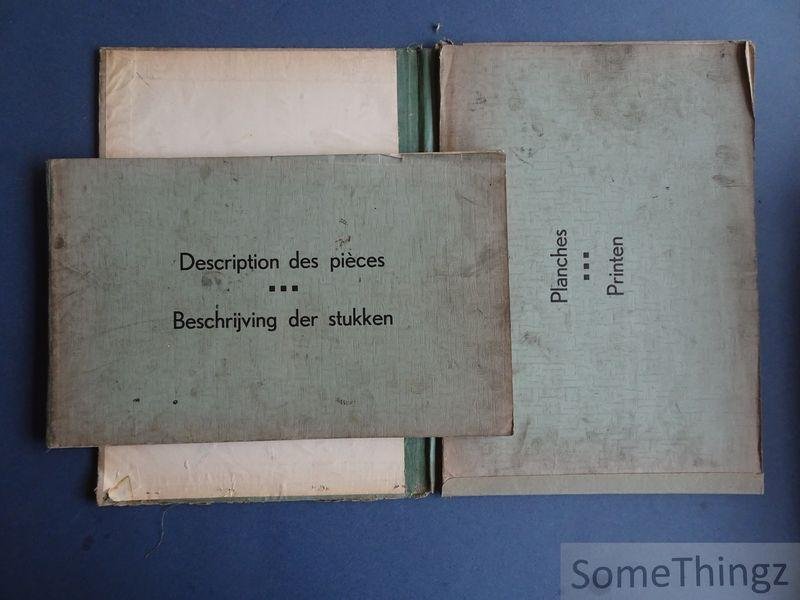 Description des pièces
Beschrijving der stukken
Planches
Printen
SomeThingz